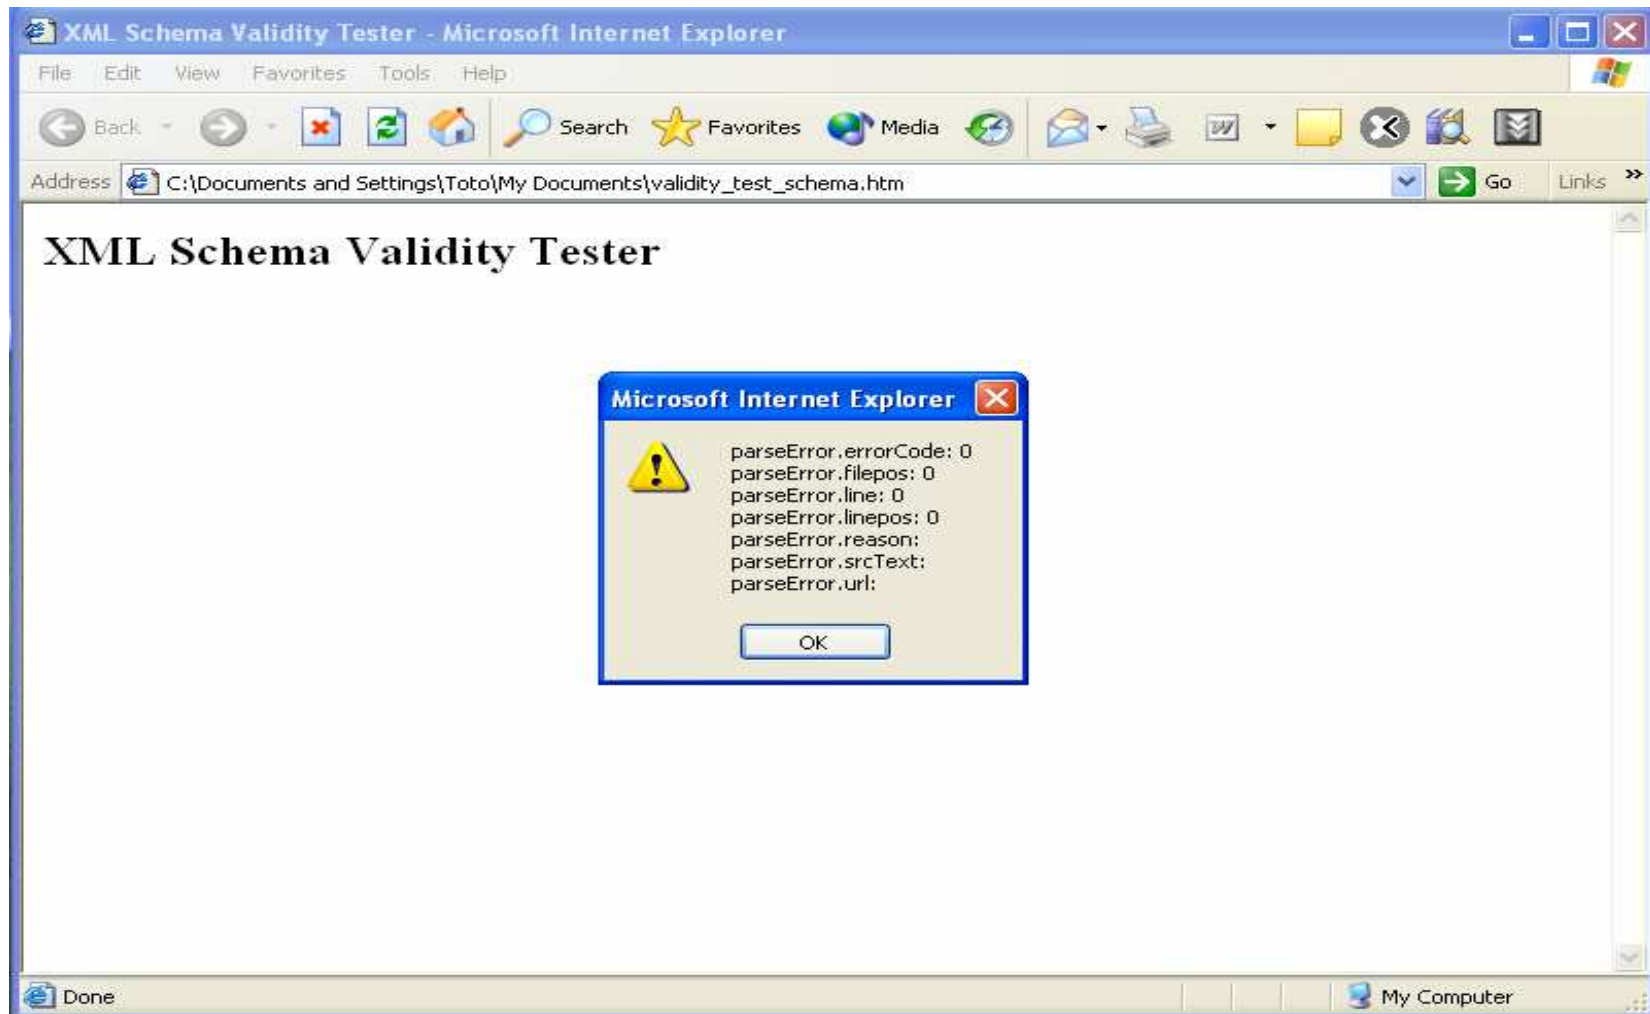 XML Schema Validity Tester - Microsoft Internet Explorer
File Edit View Favorites Tools Help
Back Search Favorites Media
Address C:\Documents and Settings\Toto\My Documents\validity_test_schema.htm Go Links »
XML Schema Validity Tester
Microsoft Internet Explorer
parseError.errorCode: 0
parseError.filepos: 0
parseError.line: 0
parseError.linepos: 0
parseError.reason:
parseError.srcText:
parseError.url:
OK
Done My Computer